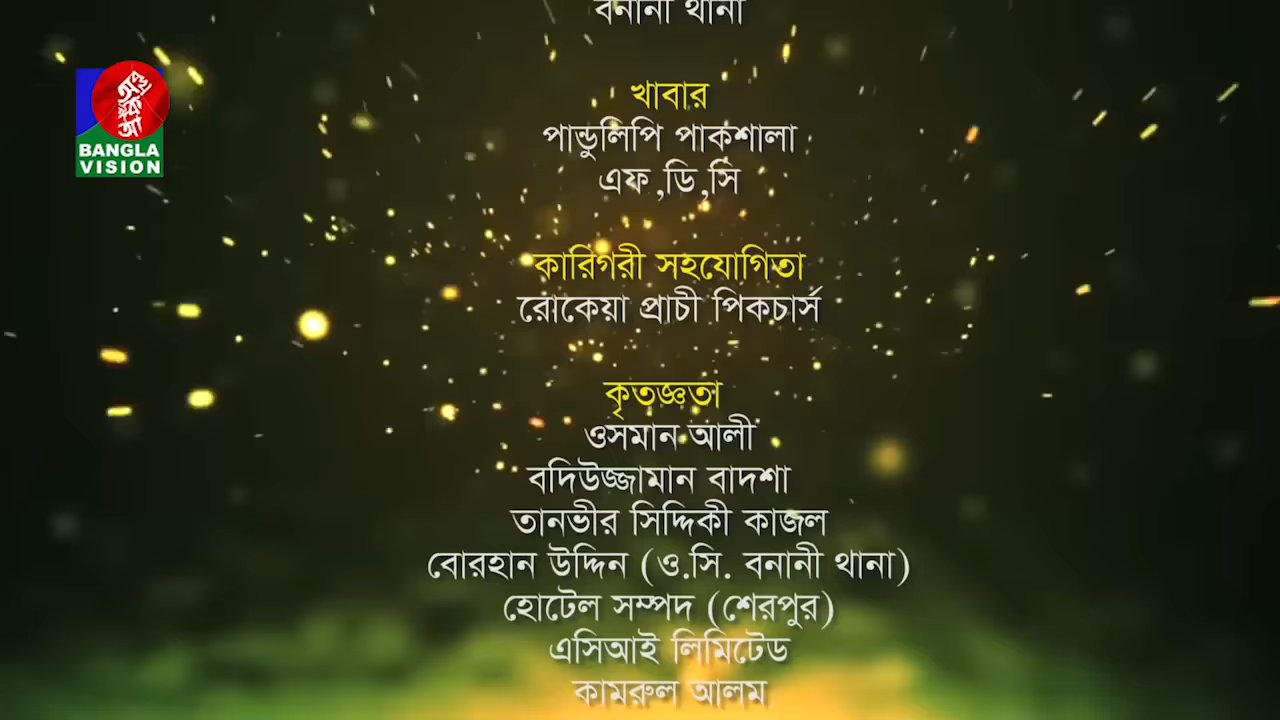 বনানী থানা
খাবার
পান্ডুলিপি পাকশালা
এফ,ডি,সি
BANGLA
VISION
কারিগরী সহযোগিতা
রোকেয়া প্রাচী পিকচার্স
কৃতজ্ঞতা
ওসমান আলী
বদিউজ্জামান বাদশা
তানভীর সিদ্দিকী কাজল
বোরহান উদ্দিন (ও.সি. বনানী থানা)
হোটেল সম্পদ (শেরপুর)
এসিআই লিমিটেড
কামরুল আলম